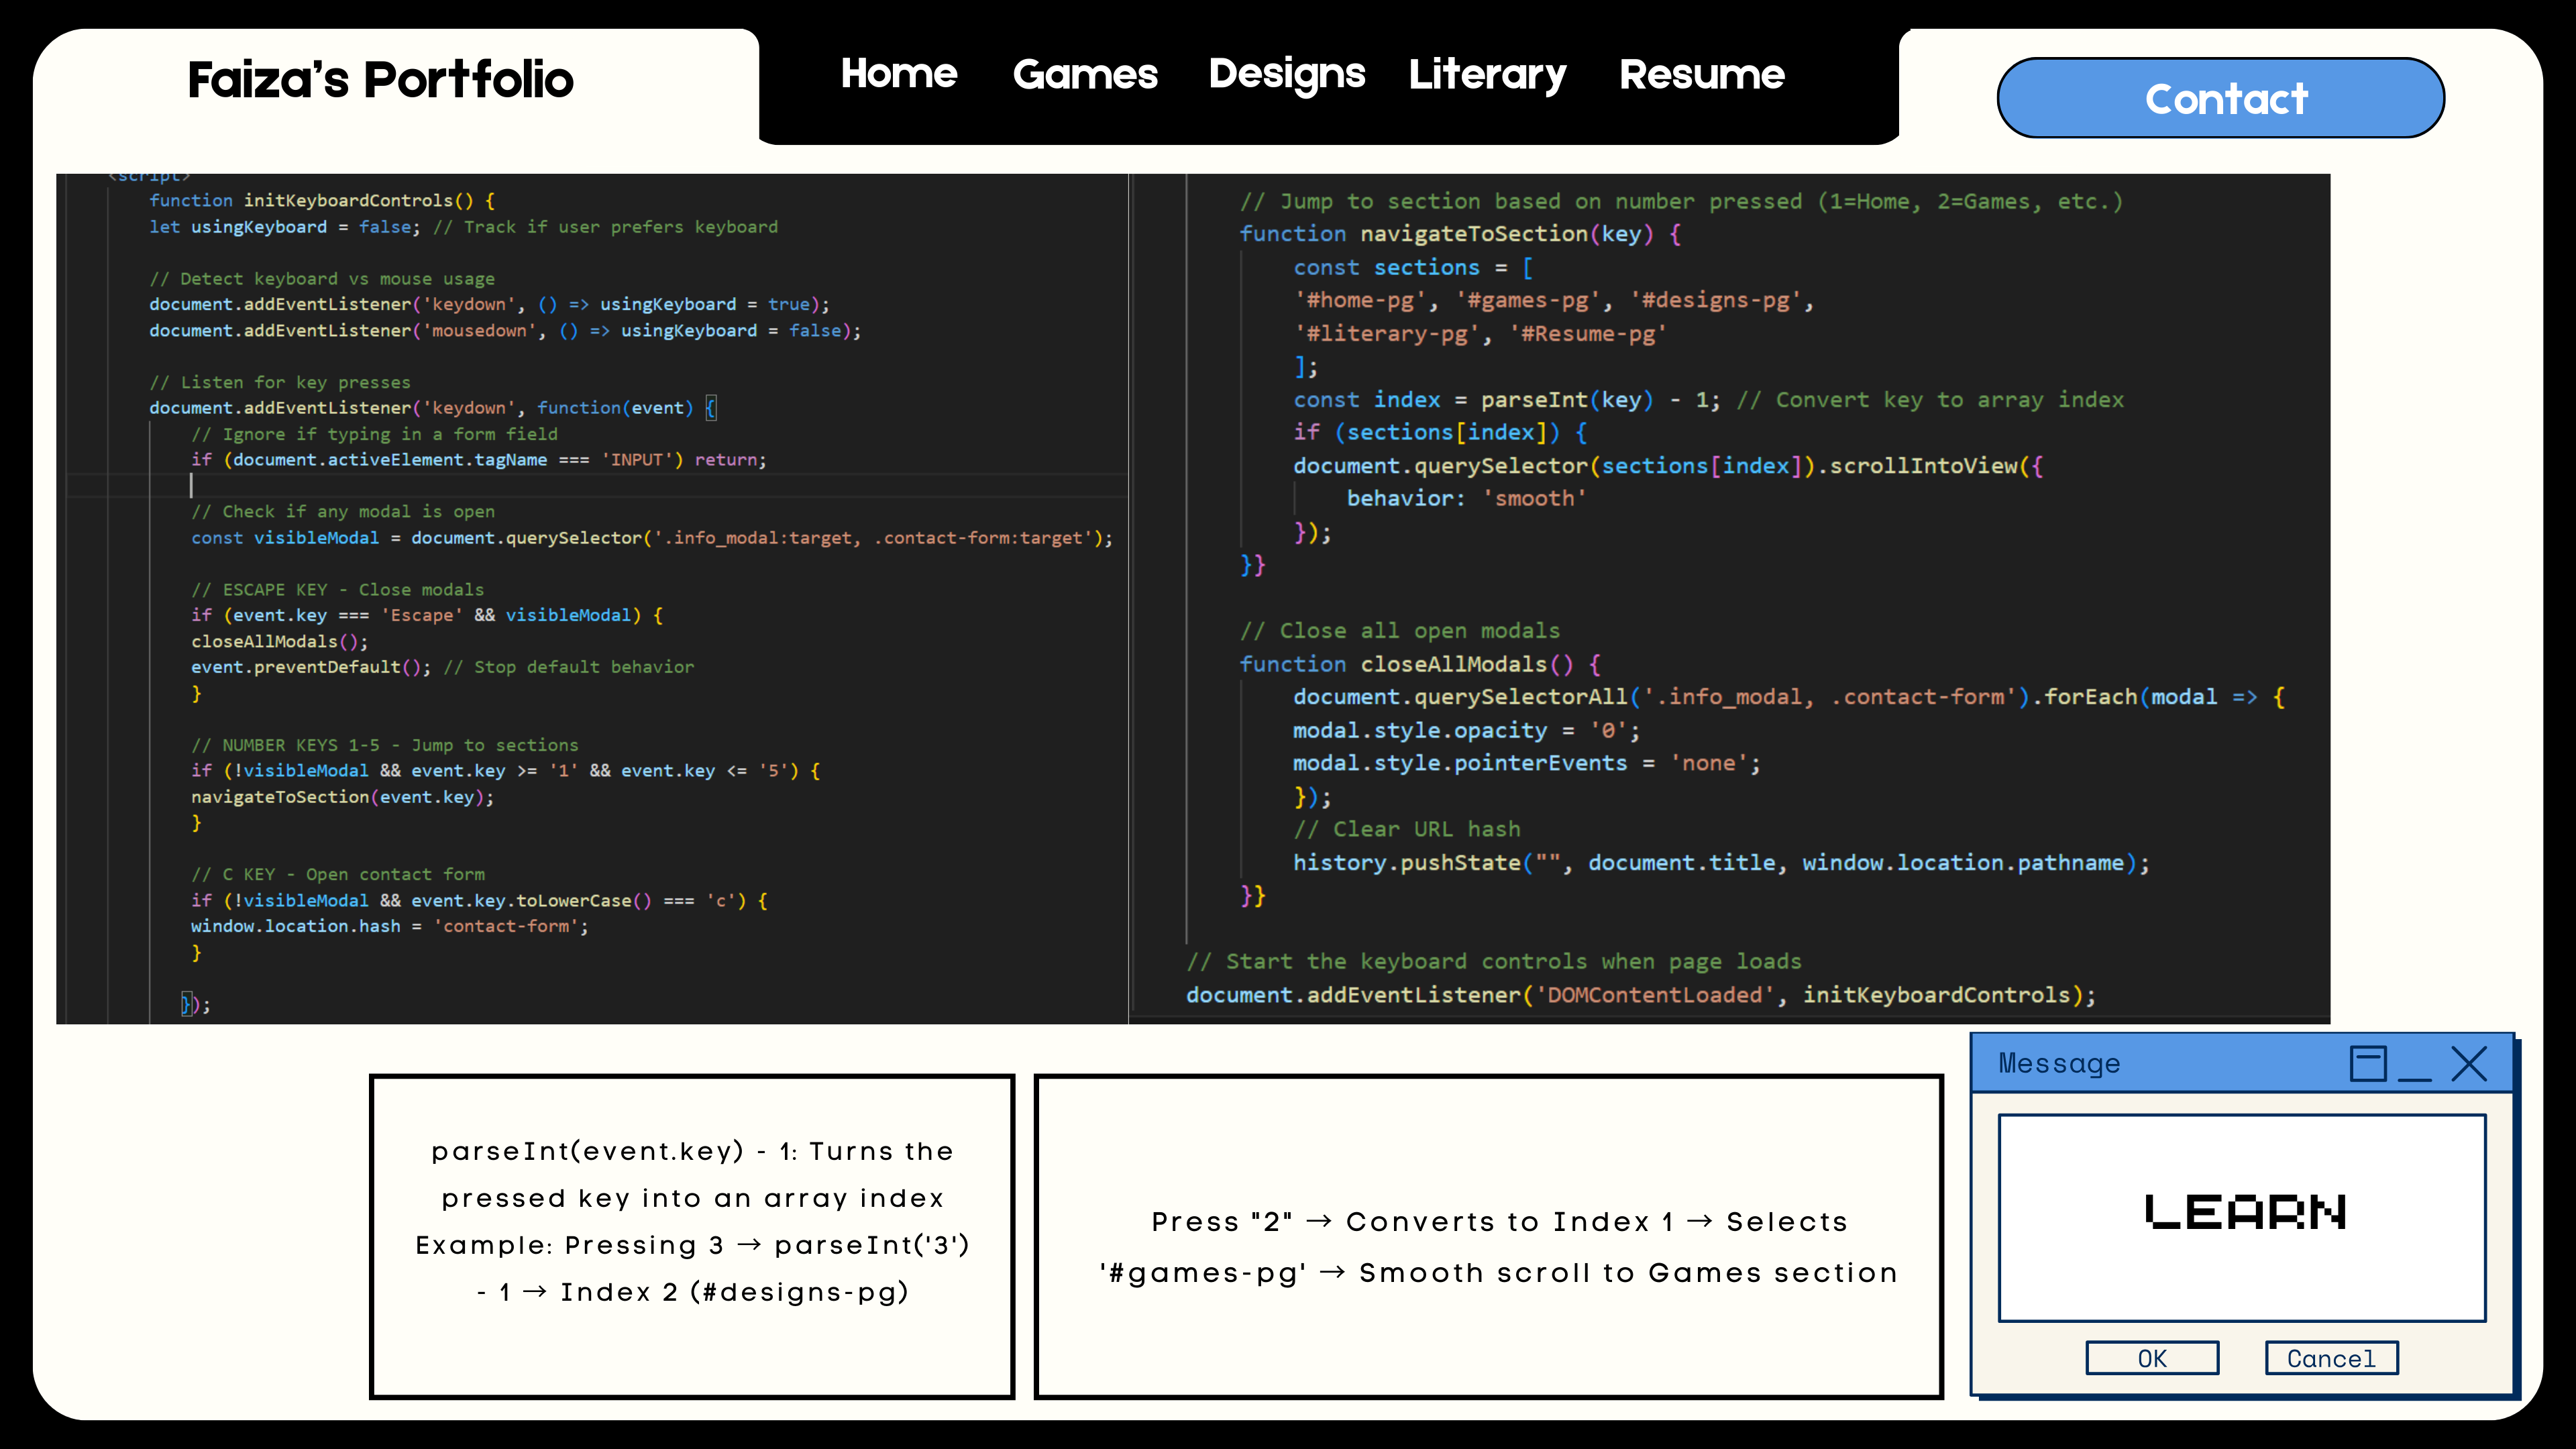 Faiza's Portfolio
Home Games Designs Literary Resume
Contact
<script>
function initKeyboardControls() {
let usingKeyboard = false; // Track if user prefers keyboard
// Detect keyboard vs mouse usage
document.addEventListener('keydown', () => usingKeyboard = true);
document.addEventListener('mousedown', () => usingKeyboard = false);
// Listen for key presses
document.addEventListener('keydown', function(event) {
// Ignore if typing in a form field
if (document.activeElement.tagName === 'INPUT') return;
// Check if any modal is open
const visibleModal = document.querySelector('.info_modal:target, .contact-form:target');
// ESCAPE KEY - Close modals
if (event.key === 'Escape' && visibleModal) {
closeAllModals();
event.preventDefault(); // Stop default behavior
}
// NUMBER KEYS 1-5 - Jump to sections
if (!visibleModal && event.key >= '1' && event.key <= '5') {
navigateToSection(event.key);
}
// C KEY - Open contact form
if (!visibleModal && event.key.toLowerCase() === 'c') {
window.location.hash = 'contact-form';
}
});
// Jump to section based on number pressed (1=Home, 2=Games, etc.)
function navigateToSection(key) {
const sections = [
'#home-pg', '#games-pg', '#designs-pg',
'#literary-pg', '#Resume-pg'
];
const index = parseInt(key) - 1; // Convert key to array index
if (sections[index]) {
document.querySelector(sections[index]).scrollIntoView({
behavior: 'smooth'
});
}}
// Close all open modals
function closeAllModals() {
document.querySelectorAll('.info_modal, .contact-form').forEach(modal => {
modal.style.opacity = '0';
modal.style.pointerEvents = 'none';
});
// Clear URL hash
history.pushState("", document.title, window.location.pathname);
}}
// Start the keyboard controls when page loads
document.addEventListener('DOMContentLoaded', initKeyboardControls);
parseInt(event.key) - 1: Turns the
pressed key into an array index
Example: Pressing 3 → parseInt('3')
- 1 → Index 2 (#designs-pg)
Press "2" → Converts to Index 1 → Selects
'#games-pg' → Smooth scroll to Games section
Message
LEARN
OK Cancel